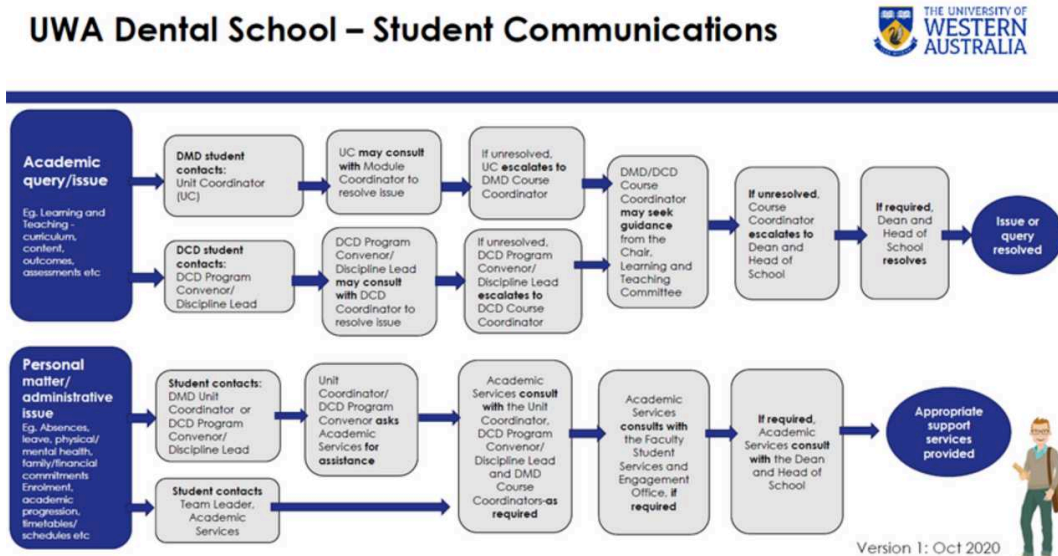 UWA Dental School – Student Communications
THE UNIVERSITY OF
WESTERN
AUSTRALIA
Academic
query/issue
Eg. Learning and
Teaching -
curriculum,
content,
outcomes,
assessments etc
DMD student
contacts:
Unit Coordinator
(UC)
UC may consult
with Module
Coordinator to
resolve issue
If unresolved,
UC escalates to
DMD Course
Coordinator
DCD student
contacts:
DCD Program
Convenor/
Discipline Lead
DCD Program
Convenor/
Discipline Lead
may consult
with DCD
Coordinator to
resolve issue
If unresolved,
DCD Program
Convenor/
Discipline Lead
escalates to
DCD Course
Coordinator
DMD/DCD
Course
Coordinator
may seek
guidance
from the
Chair,
Learning and
Teaching
Committee
If unresolved,
Course
Coordinator
escalates to
Dean and
Head of
School
If required,
Dean and
Head of
School
resolves
Issue or
query
resolved
Personal
matter/
administrative
issue
Eg. Absences,
leave, physical/
mental health,
family/financial
commitments
Enrolment,
academic
progression,
timetables/
schedules etc
Student contacts:
DMD Unit
Coordinator or
DCD Program
Convenor/
Discipline Lead
Unit
Coordinator/
DCD Program
Convenor asks
Academic
Services for
assistance
Student contacts
Team Leader,
Academic
Services
Academic
Services consult
with the Unit
Coordinator,
DCD Program
Convenor/
Discipline Lead
and DMD
Course
Coordinators-as
required
Academic
Services
consults with
the Faculty
Student
Services and
Engagement
Office, if
required
If required,
Academic
Services consult
with the Dean
and Head of
School
Appropriate
support
services
provided
Version 1: Oct 2020